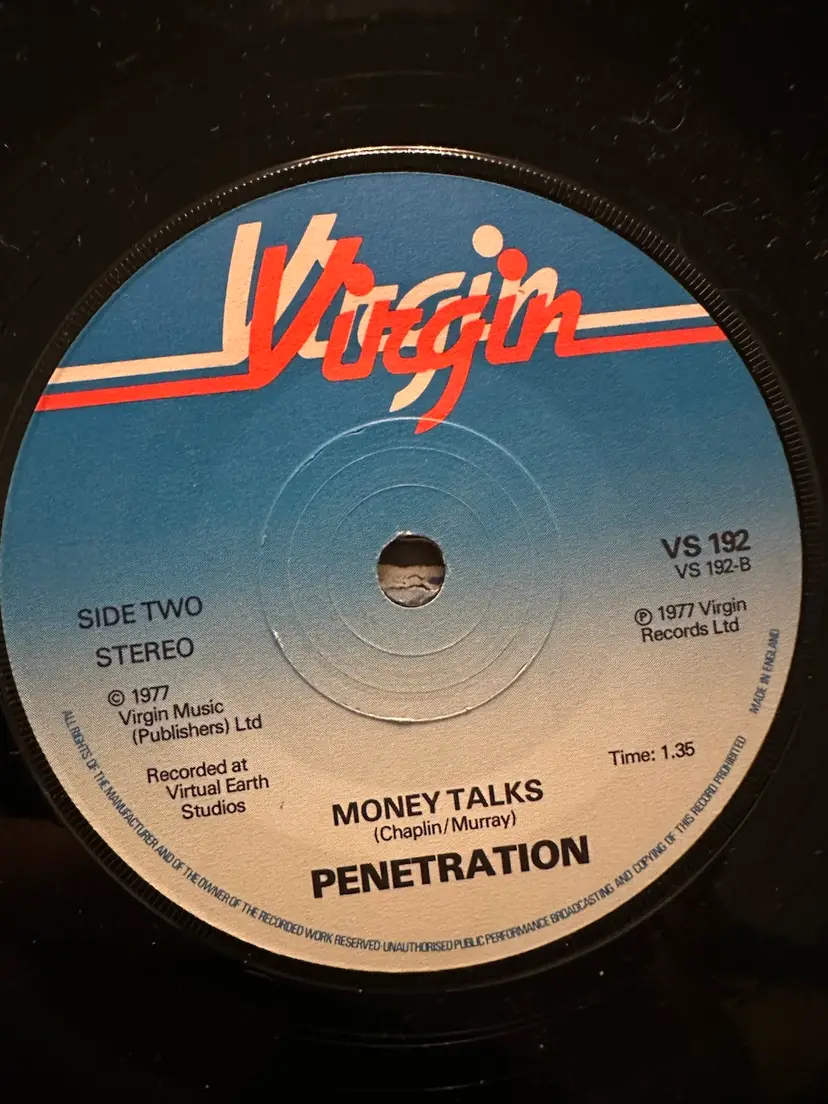 Virgin
VS 192
VS 192-B
SIDE TWO
STEREO
℗ 1977 Virgin
Records Ltd
© 1977
Virgin Music
(Publishers) Ltd
Recorded at
Virtual Earth
Studios
Time: 1.35
MONEY TALKS
(Chaplin/Murray)
PENETRATION
ALL RIGHTS OF THE MANUFACTURER AND OF THE OWNER OF THE RECORDED WORK RESERVED·UNAUTHORISED PUBLIC PERFORMANCE BROADCASTING AND COPYING OF THIS RECORD PROHIBITED
MADE IN ENGLAND